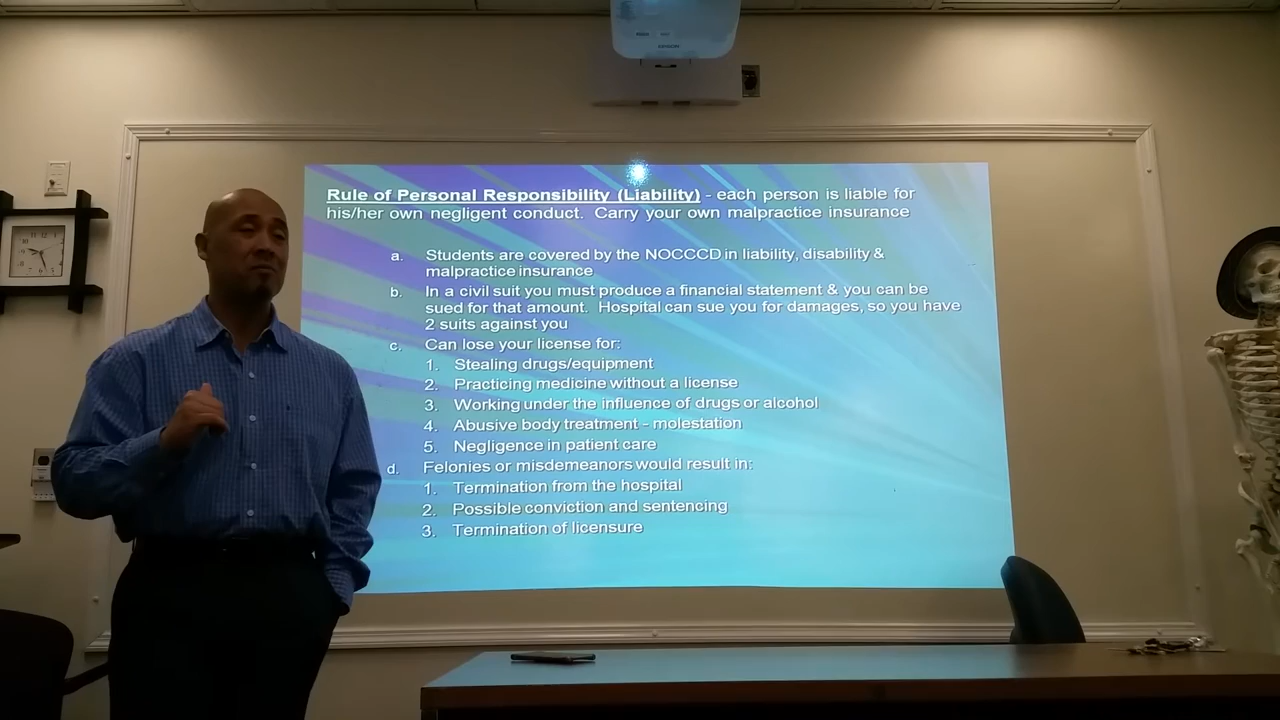 EPSON
Rule of Personal Responsibility (Liability) - each person is liable for
his/her own negligent conduct. Carry your own malpractice insurance
a. Students are covered by the NOCCCD in liability, disability &
malpractice insurance
b. In a civil suit you must produce a financial statement & you can be
sued for that amount. Hospital can sue you for damages, so you have
2 suits against you
c. Can lose your license for:
1. Stealing drugs/equipment
2. Practicing medicine without a license
3. Working under the influence of drugs or alcohol
4. Abusive body treatment - molestation
5. Negligence in patient care
d. Felonies or misdemeanors would result in:
1. Termination from the hospital
2. Possible conviction and sentencing
3. Termination of licensure